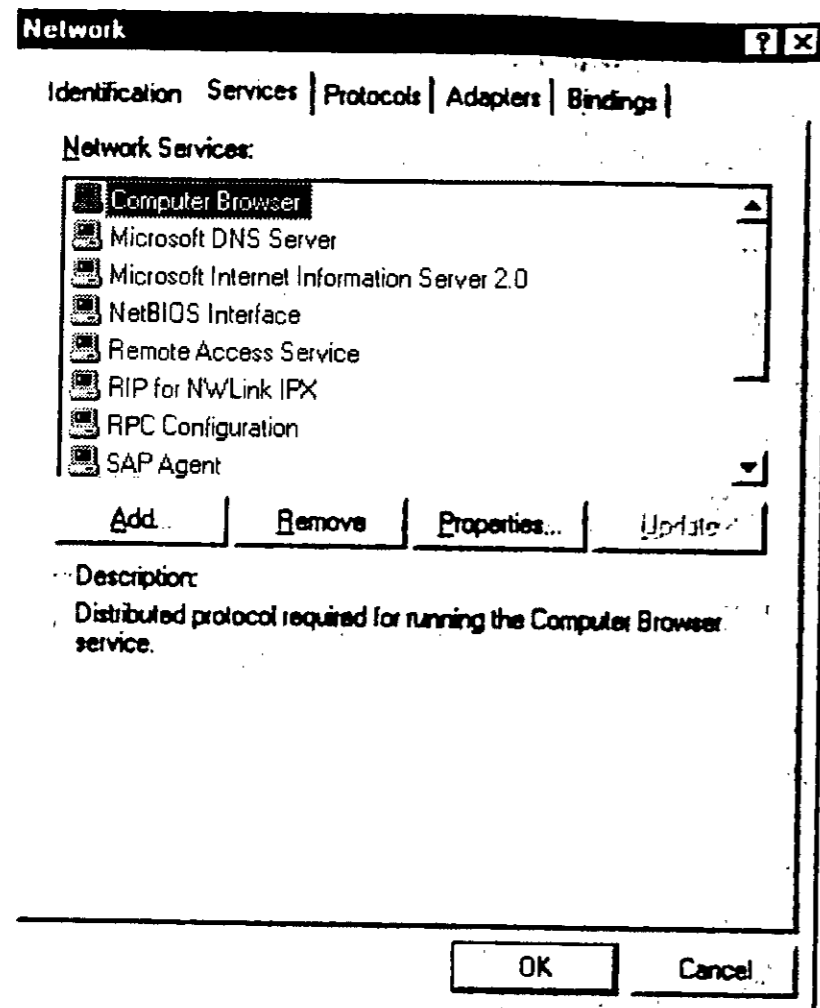 Network
Identification Services Protocols Adapters Bindings
Network Services:
Computer Browser
Microsoft DNS Server
Microsoft Internet Information Server 2.0
NetBIOS Interface
Remote Access Service
RIP for NWLink IPX
RPC Configuration
SAP Agent
Add... Remove Properties... Update
Description:
Distributed protocol required for running the Computer Browser
service.
OK Cancel